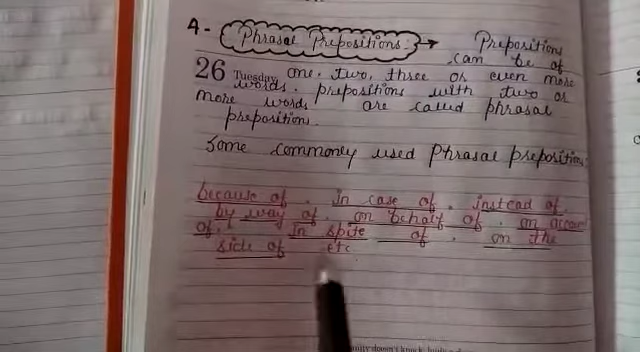 4- Phrasal Prepositions:→ Prepositions
can be of
26 Tuesday one, two, three or even more
words. prepositions with two or
more words are called phrasal
prepositions.
Some commonly used Phrasal preposition:
because of, in case of, instead of,
by way of, on behalf of, on account
of, in spite of, on the
side of etc